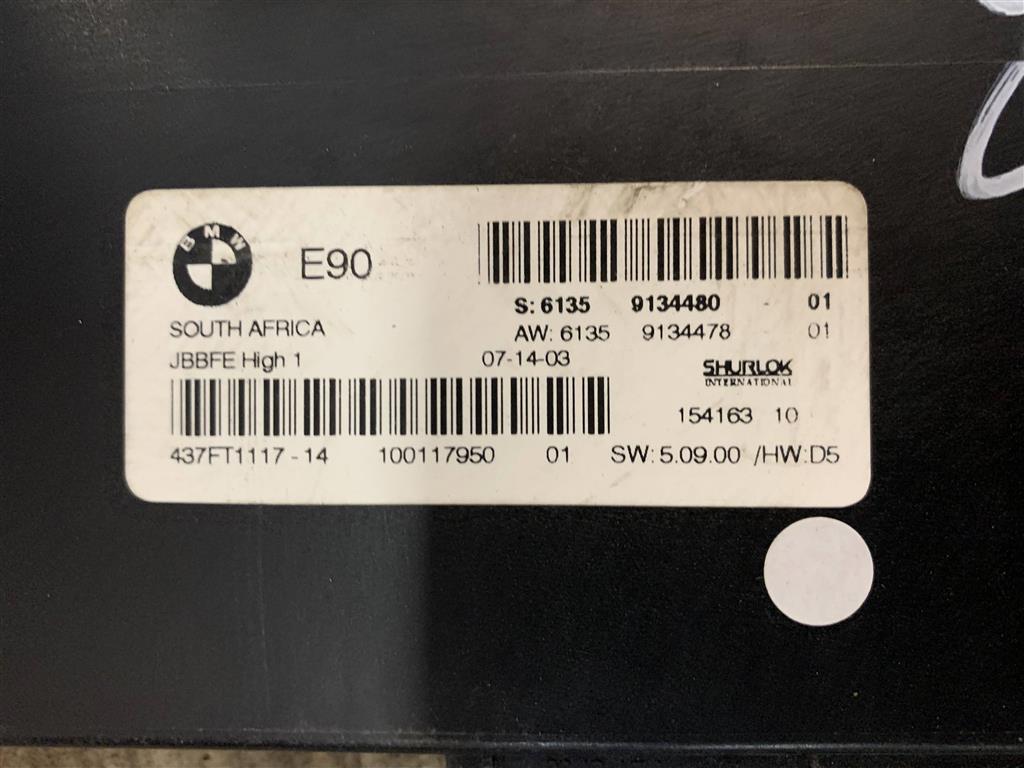 BMW E90
S: 6135 9134480 01
SOUTH AFRICA AW: 6135 9134478 01
JBBFE High 1 07-14-03 SHURLOK
INTERNATIONAL
154163 10
437FT1117-14 100117950 01 SW: 5.09.00 /HW:D5